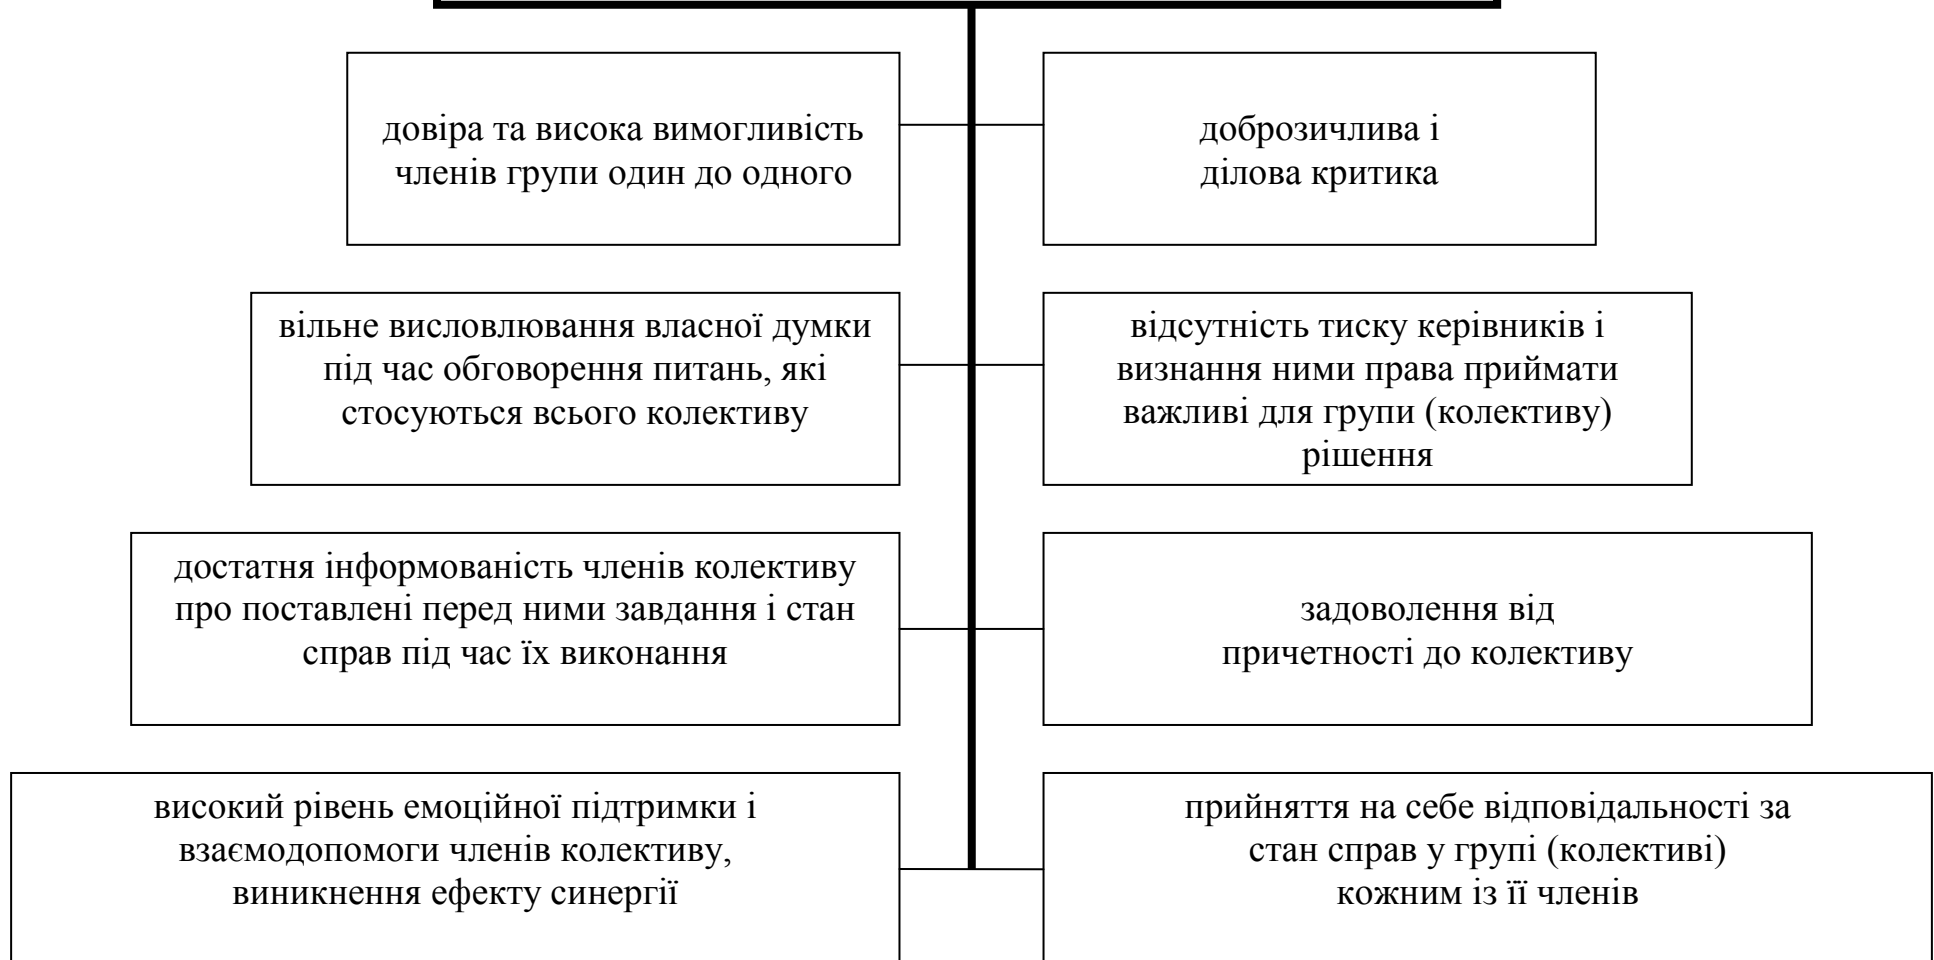 довіра та висока вимогливість
членів групи один до одного
доброзичлива і
ділова критика
вільне висловлювання власної думки
під час обговорення питань, які
стосуються всього колективу
відсутність тиску керівників і
визнання ними права приймати
важливі для групи (колективу)
рішення
достатня інформованість членів колективу
про поставлені перед ними завдання і стан
справ під час їх виконання
задоволення від
причетності до колективу
високий рівень емоційної підтримки і
взаємодопомоги членів колективу,
виникнення ефекту синергії
прийняття на себе відповідальності за
стан справ у групі (колективі)
кожним із її членів